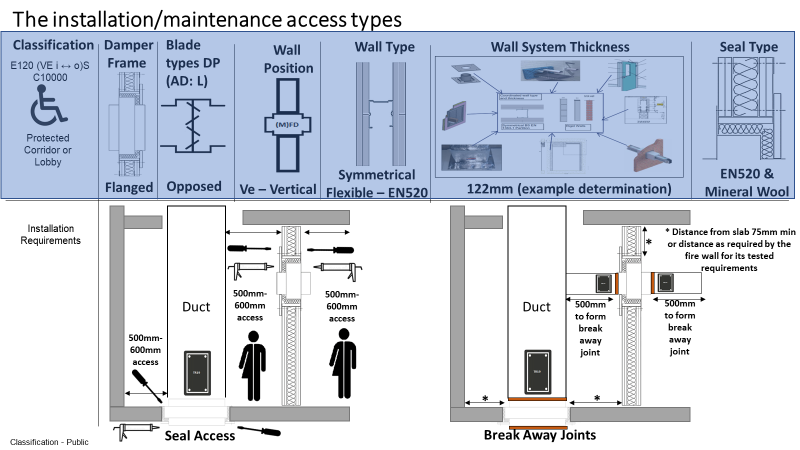 The installation/maintenance access types
Classification
E120 (VE i ↔ o)S
C10000
Protected
Corridor or
Lobby
Damper
Frame
Flanged
Blade
types DP
(AD: L)
Opposed
Wall
Position
(M)FD
Ve – Vertical
Wall Type
Symmetrical
Flexible – EN520
Wall System Thickness
122mm (example determination)
Seal Type
EN520 &
Mineral Wool
Installation
Requirements
Duct
500mm-
600mm
access
500mm-
600mm
access
500mm-
600mm
access
Seal Access
Duct
* Distance from slab 75mm min
or distance as required by the
fire wall for its tested
requirements
*
500mm
to form
break
away
joint
500mm
to form
break
away
joint
*
*
Break Away Joints
Classification - Public